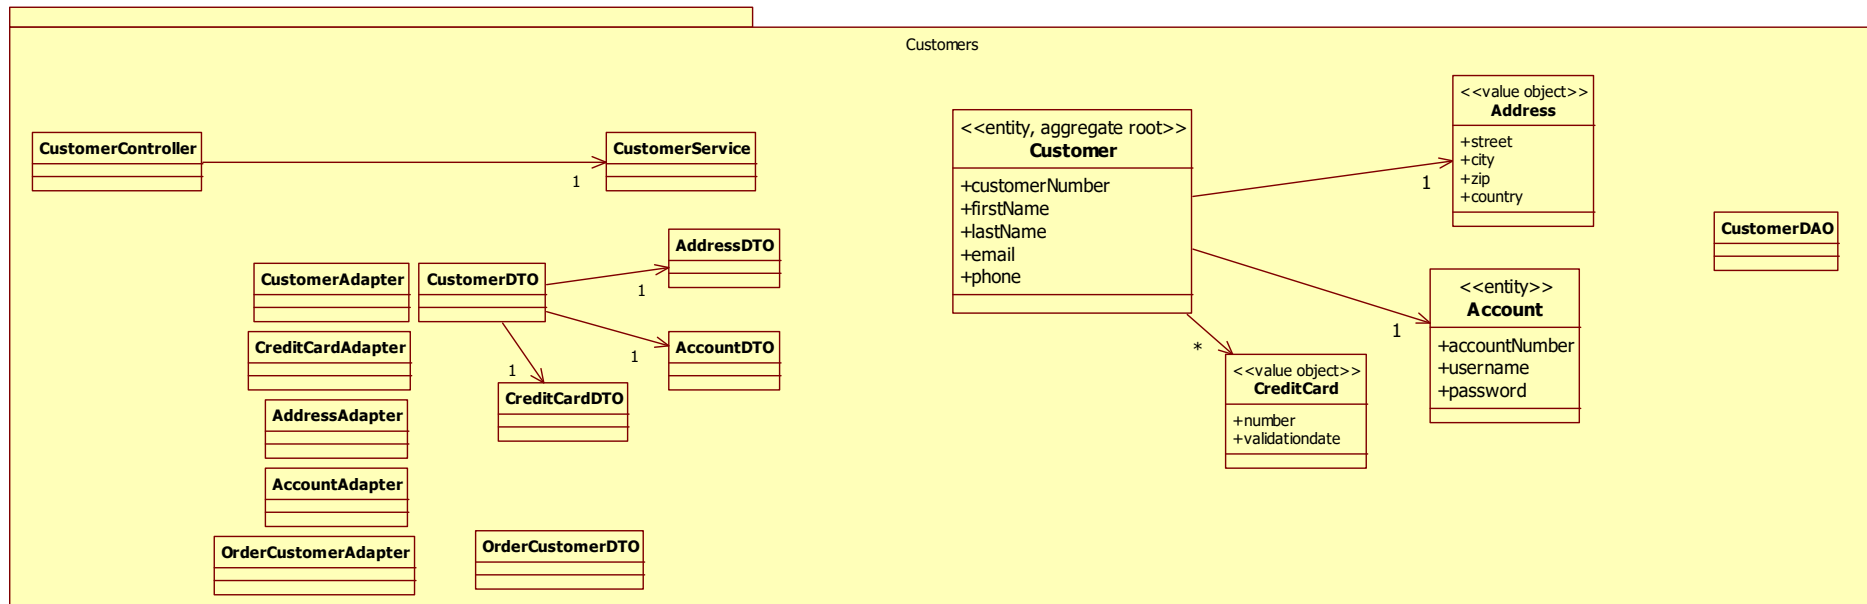 Customers
CustomerController
1
CustomerService
<<entity, aggregate root>>
Customer
+customerNumber
+firstName
+lastName
+email
+phone
1
<<value object>>
Address
+street
+city
+zip
+country
CustomerDAO
CustomerAdapter
CustomerDTO
1
AddressDTO
CreditCardAdapter
1
AccountDTO
1
CreditCardDTO
AddressAdapter
AccountAdapter
OrderCustomerAdapter
OrderCustomerDTO
*
<<value object>>
CreditCard
+number
+validationdate
1
<<entity>>
Account
+accountNumber
+username
+password